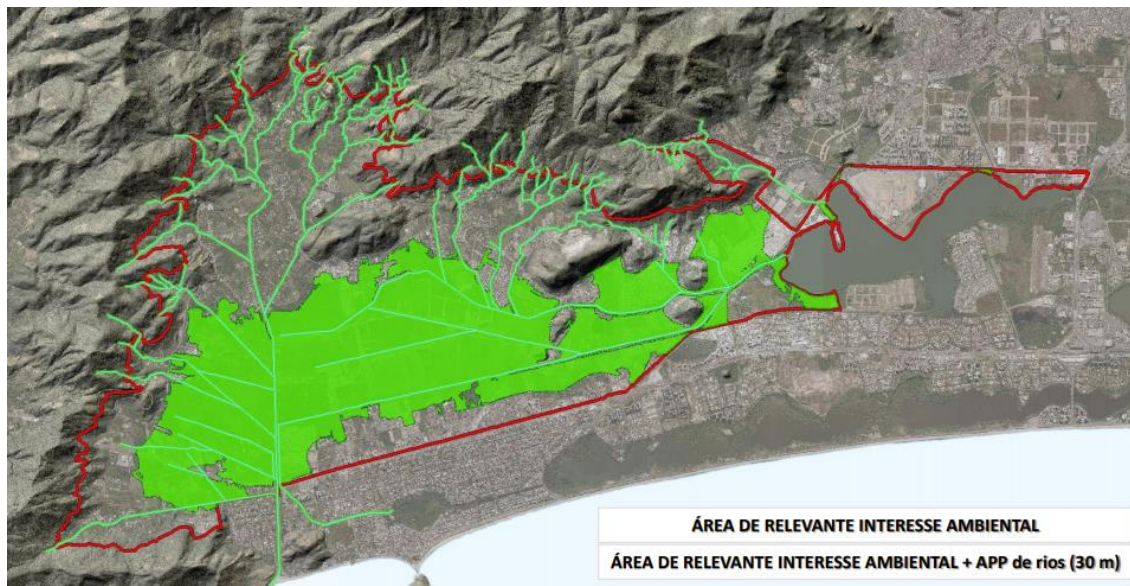 ÁREA DE RELEVANTE INTERESSE AMBIENTAL
ÁREA DE RELEVANTE INTERESSE AMBIENTAL + APP de rios (30 m)